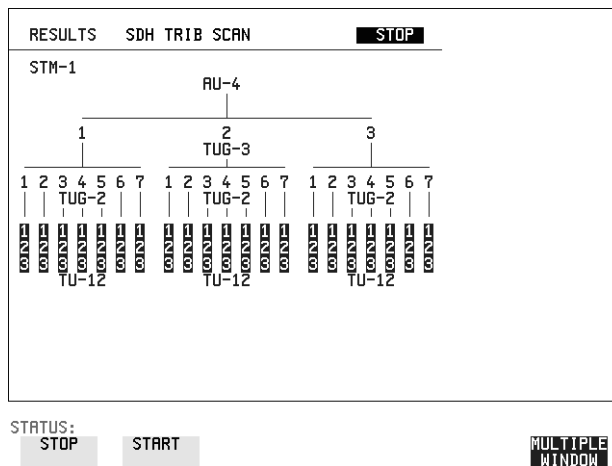 RESULTS SDH TRIB SCAN STOP
STM-1
AU-4
1 2 3
TUG-3
1 2 3 4 5 6 7 1 2 3 4 5 6 7 1 2 3 4 5 6 7
TUG-2 TUG-2 TUG-2
1 1 1 1 1 1 1 1 1 1 1 1 1 1 1 1 1 1 1 1 1
2 2 2 2 2 2 2 2 2 2 2 2 2 2 2 2 2 2 2 2 2
3 3 3 3 3 3 3 3 3 3 3 3 3 3 3 3 3 3 3 3 3
TU-12 TU-12 TU-12
STATUS:
STOP START MULTIPLE
WINDOW